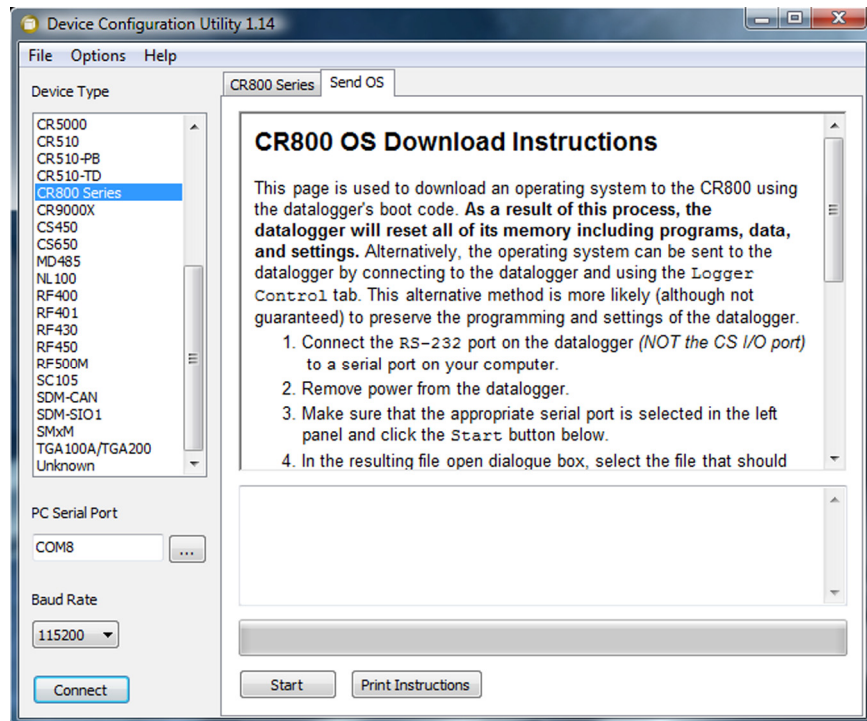 Device Configuration Utility 1.14
File Options Help
Device Type
CR5000
CR510
CR510-PB
CR510-TD
CR800 Series
CR9000X
CS450
CS650
MD485
NL100
RF400
RF401
RF430
RF450
RF500M
SC105
SDM-CAN
SDM-SIO1
SMxM
TGA100A/TGA200
Unknown
PC Serial Port
COM8
...
Baud Rate
115200
Connect
CR800 Series Send OS
CR800 OS Download Instructions
This page is used to download an operating system to the CR800 using
the datalogger's boot code. As a result of this process, the
datalogger will reset all of its memory including programs, data,
and settings. Alternatively, the operating system can be sent to the
datalogger by connecting to the datalogger and using the Logger
Control tab. This alternative method is more likely (although not
guaranteed) to preserve the programming and settings of the datalogger.
1. Connect the RS-232 port on the datalogger (NOT the CS I/O port)
to a serial port on your computer.
2. Remove power from the datalogger.
3. Make sure that the appropriate serial port is selected in the left
panel and click the Start button below.
4. In the resulting file open dialogue box, select the file that should
Start Print Instructions